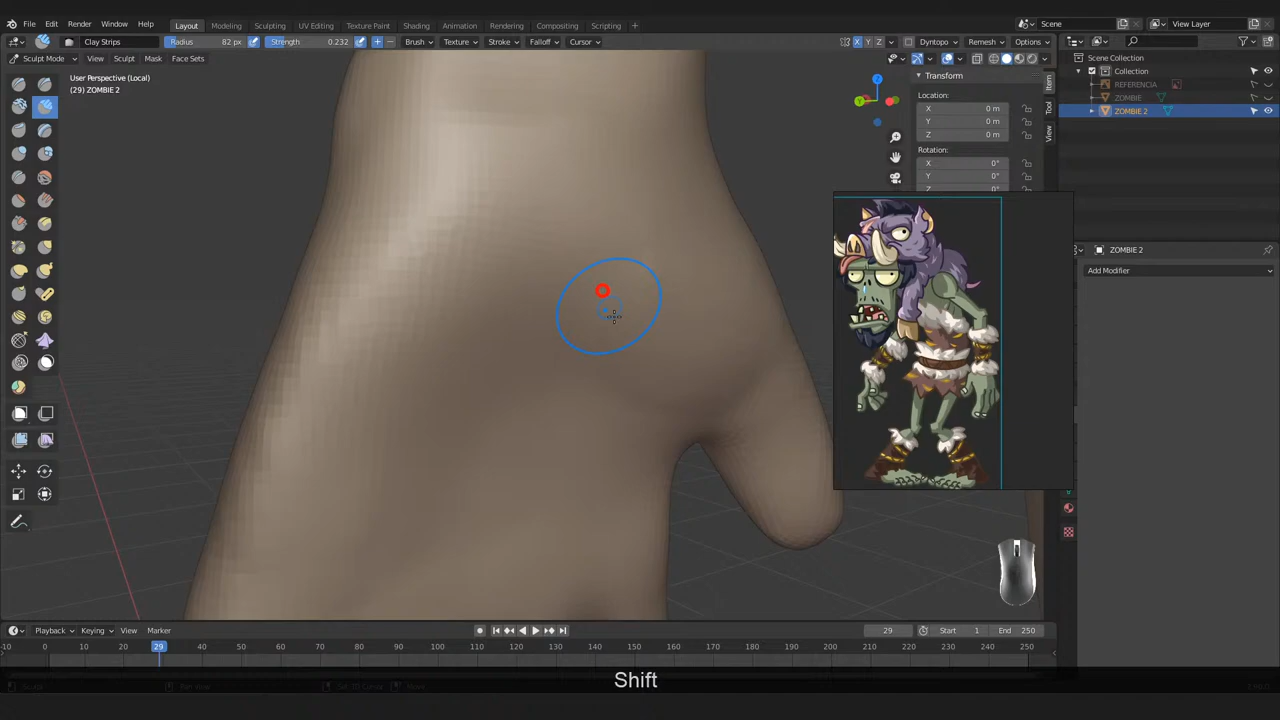 File Edit Render Window Help Layout Modeling Sculpting UV Editing Texture Paint Shading Animation Rendering Compositing Scripting + Scene View Layer
Clay Strips Radius 82 px Strength 0.232 Brush Texture Stroke Falloff Cursor X Y Z Dyntopo Remesh Options
Sculpt Mode View Sculpt Mask Face Sets
Scene Collection
User Perspective (Local)
(29) ZOMBIE 2
Transform
Collection
REFERENCIA
ZOMBIE
ZOMBIE 2
Location:
X 0 m
Y 0 m
Z 0 m
Rotation:
X 0°
Y 0°
Z 0°
Item
Tool
View
Z
Y
ZOMBIE 2
Add Modifier
Playback Keying View Marker 29 Start 1 End 250
-10 0 10 20 29 40 50 60 70 80 90 100 110 120 130 140 150 160 170 180 190 200 210 220 230 240 250
Shift